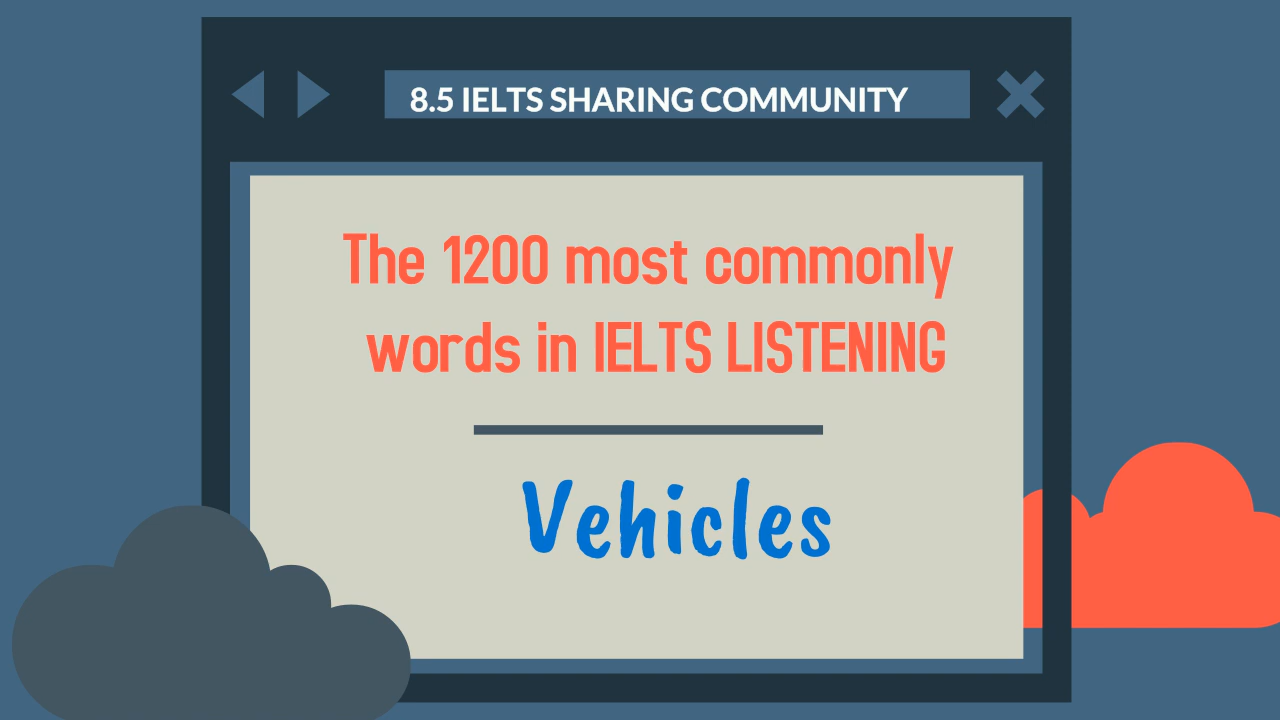 8.5 IELTS SHARING COMMUNITY
The 1200 most commonly
words in IELTS LISTENING
Vehicles